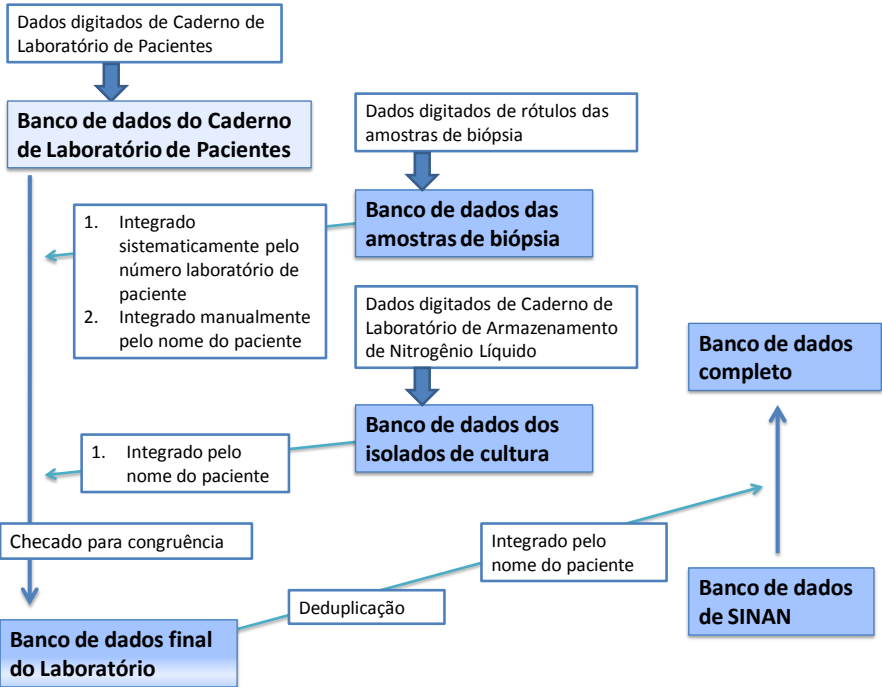 Dados digitados de Caderno de
Laboratório de Pacientes
Banco de dados do Caderno
de Laboratório de Pacientes
Dados digitados de rótulos das
amostras de biópsia
Banco de dados das
amostras de biópsia
1. Integrado
sistematicamente pelo
número laboratório de
paciente
2. Integrado manualmente
pelo nome do paciente
Dados digitados de Caderno de
Laboratório de Armazenamento
de Nitrogênio Líquido
Banco de dados dos
isolados de cultura
1. Integrado pelo
nome do paciente
Checado para congruência
Banco de dados final
do Laboratório
Deduplicação
Integrado pelo
nome do paciente
Banco de dados
completo
Banco de dados
de SINAN